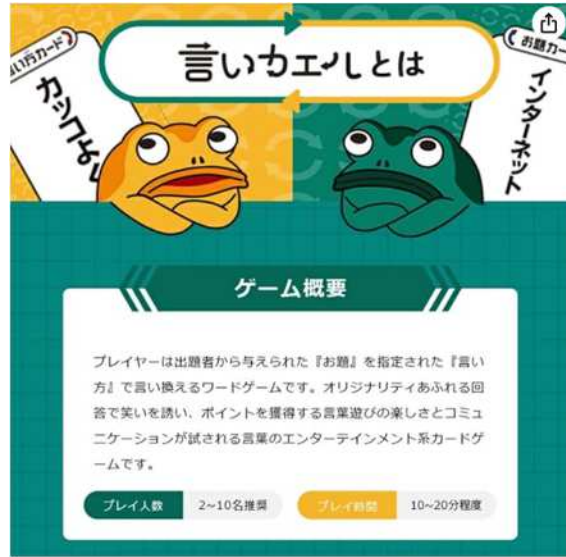 い方カード
カッコよく
言いカエルとは
お題カー
インターネット
ゲーム概要
プレイヤーは出題者から与えられた『お題』を指定された『言い
方』で言い換えるワードゲームです。オリジナリティあふれる回
答で笑いを誘い、ポイントを獲得する言葉遊びの楽しさとコミュ
ニケーションが試される言葉のエンターテインメント系カードゲ
ームです。
プレイ人数 2~10名推奨 プレイ時間 10~20分程度